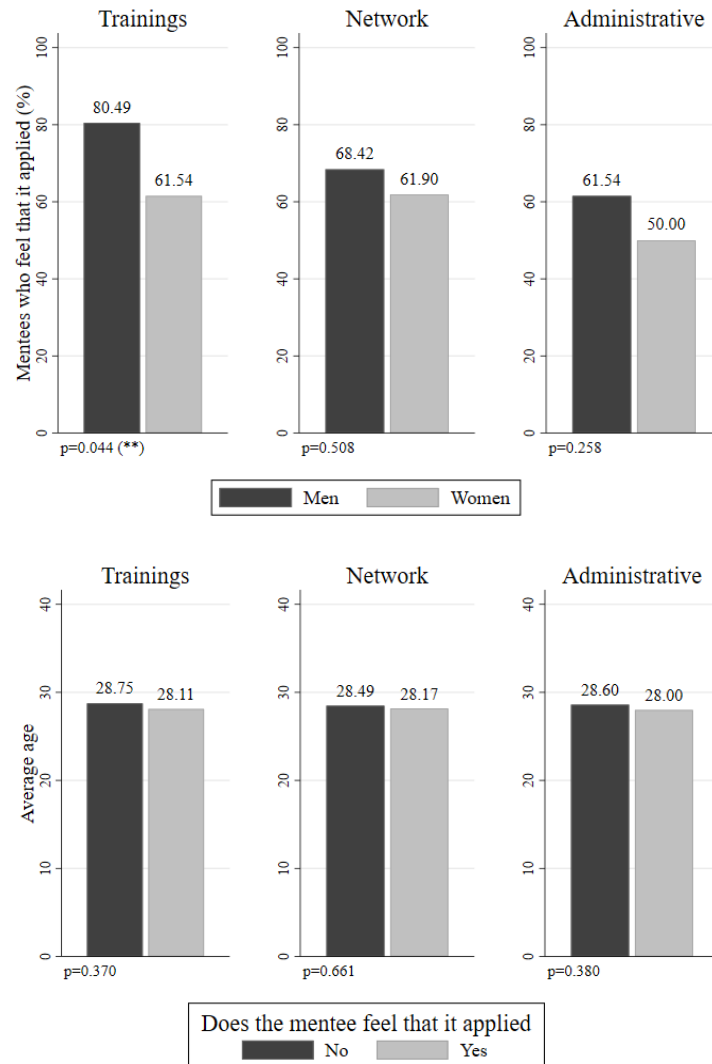 Trainings Network Administrative
Mentees who feel that it applied (%)
100 100 100
80 80 80
60 60 60
40 40 40
20 20 20
0 0 0
80.49 61.54 68.42 61.90 61.54 50.00
p=0.044 (**) p=0.508 p=0.258
Men Women
Trainings Network Administrative
Average age
40 40 40
30 30 30
20 20 20
10 10 10
0 0 0
28.75 28.11 28.49 28.17 28.60 28.00
p=0.370 p=0.661 p=0.380
Does the mentee feel that it applied
No Yes